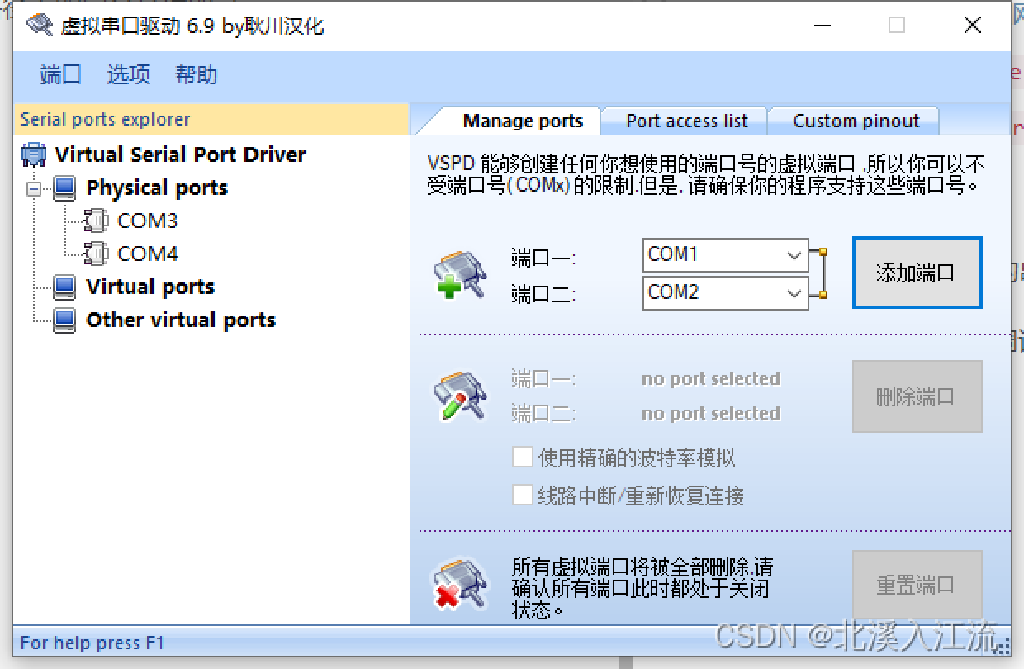 虚拟串口驱动 6.9 by耿川汉化
端口 选项 帮助
Serial ports explorer
Virtual Serial Port Driver
Physical ports
COM3
COM4
Virtual ports
Other virtual ports
Manage ports Port access list Custom pinout
VSPD 能够创建任何你想使用的端口号的虚拟端口 ,所以你可以不
受端口号(COMx)的限制.但是, 请确保你的程序支持这些端口号。
端口一: COM1
端口二: COM2
添加端口
端口一: no port selected
端口二: no port selected
删除端口
使用精确的波特率模拟
线路中断/重新恢复连接
所有虚拟端口将被全部删除,请
确认所有端口此时都处于关闭
状态。
重置端口
For help press F1
CSDN @北溪入江流